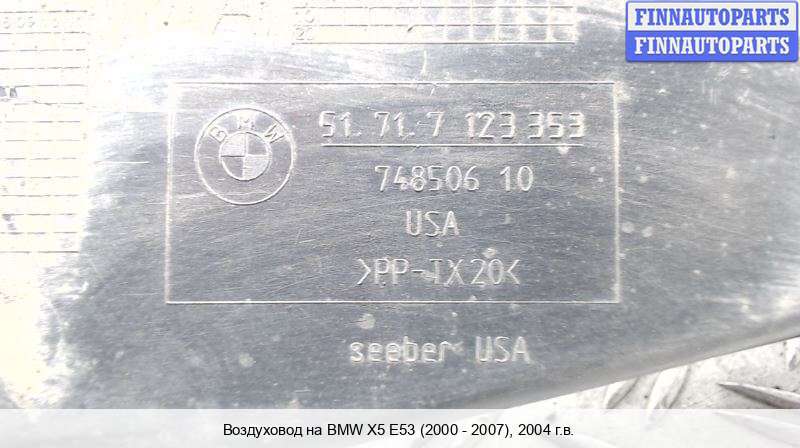 FINNAUTOPARTS
FINNAUTOPARTS
BMW
51. 71. 7 123 353
748506 10
USA
>PP-TX20<
seeber USA
Воздуховод на BMW X5 E53 (2000 - 2007), 2004 г.в.